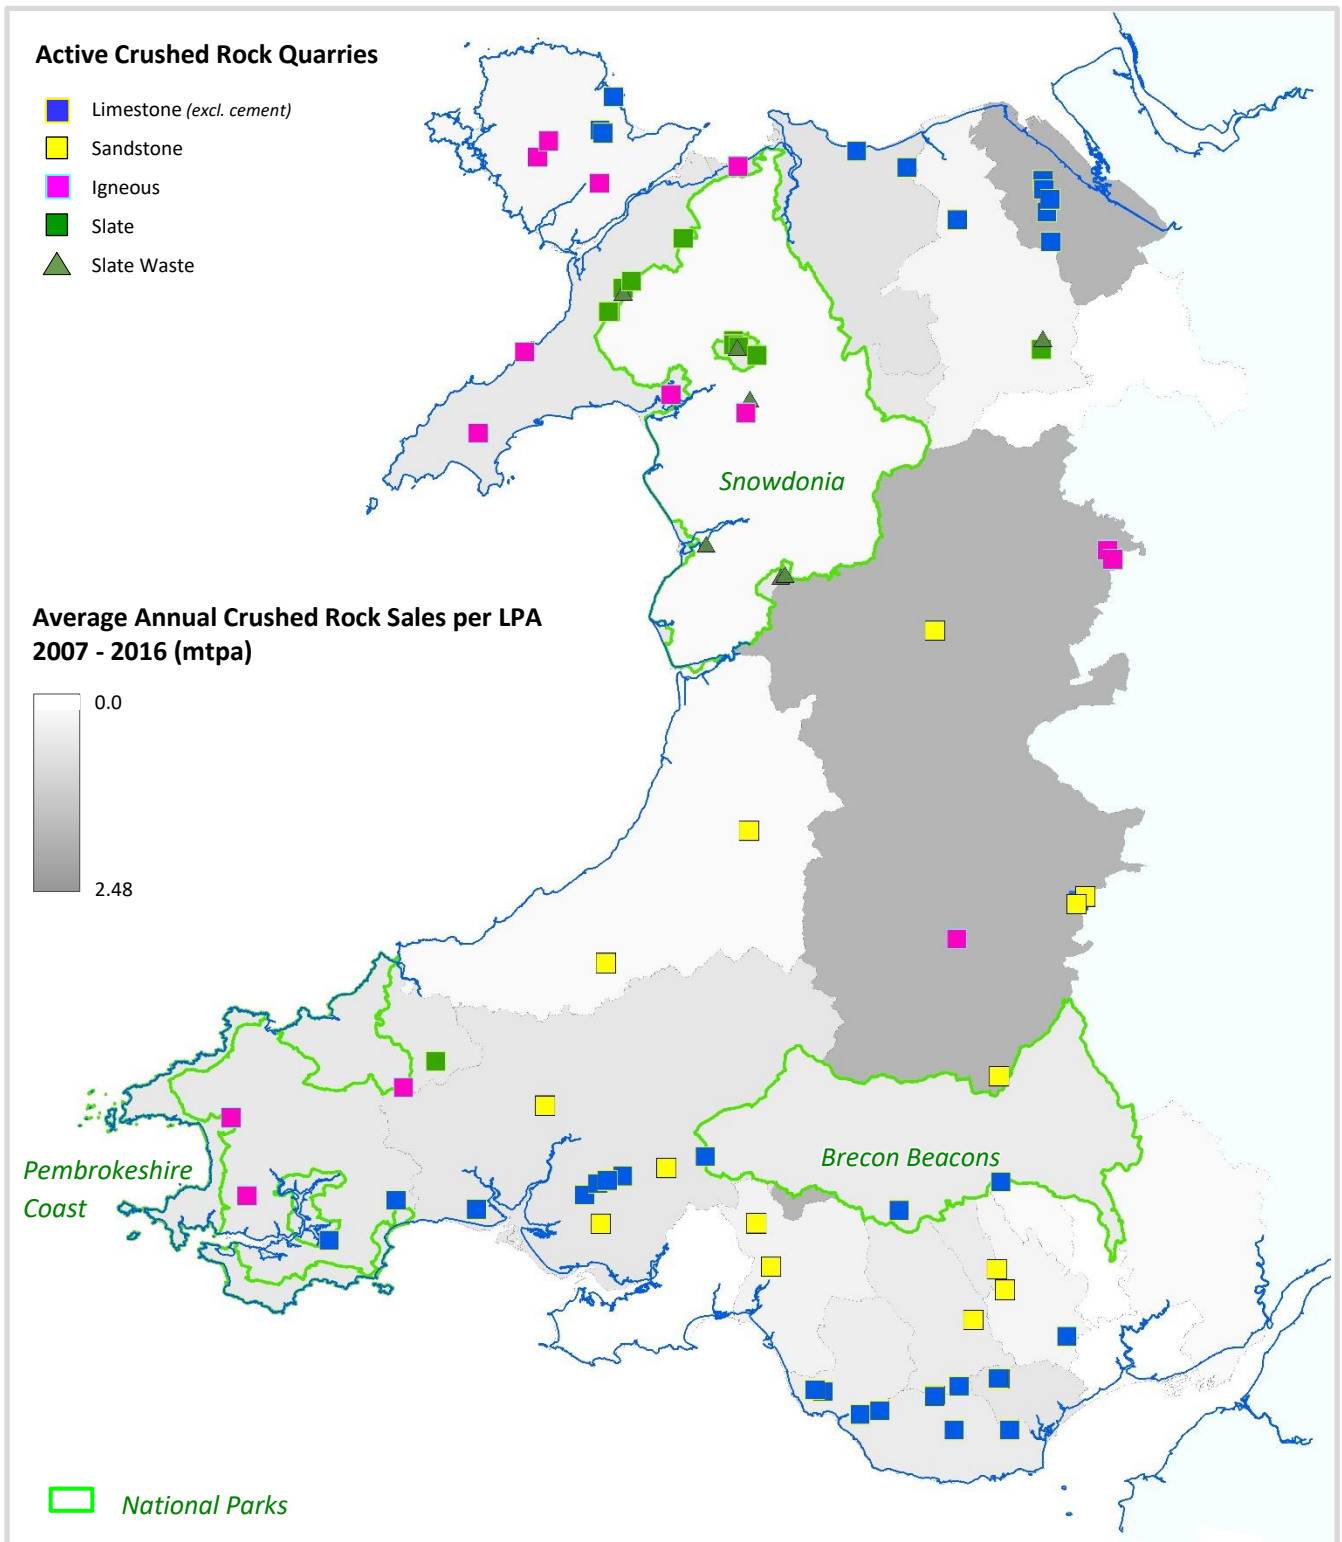 Active Crushed Rock Quarries
Limestone (excl. cement)
Sandstone
Igneous
Slate
Slate Waste
Snowdonia
Average Annual Crushed Rock Sales per LPA
2007 - 2016 (mtpa)
0.0
2.48
Pembrokeshire
Coast
Brecon Beacons
National Parks